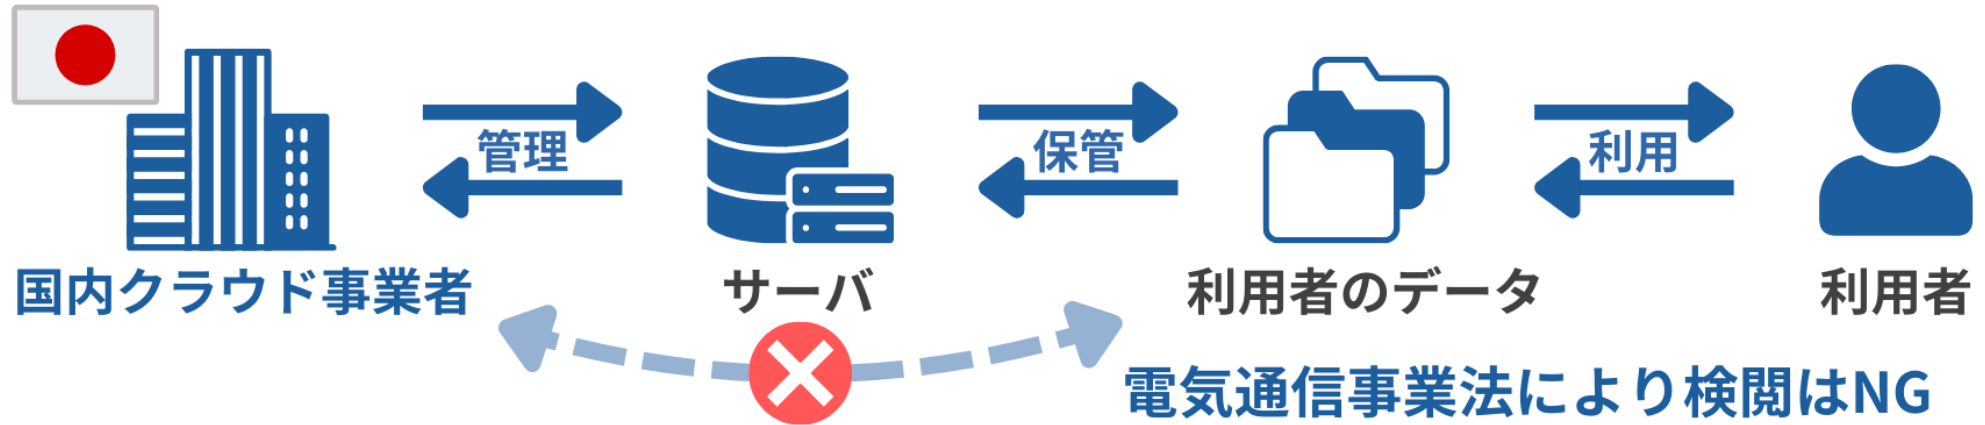 管理
保管
利用
国内クラウド事業者
サーバ
利用者のデータ
利用者
電気通信事業法により検閲はNG